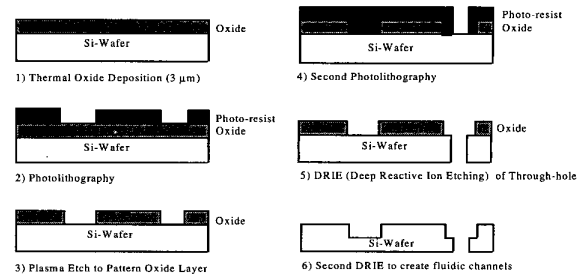 Oxide
Si-Wafer
1) Thermal Oxide Deposition (3 μm)
Photo-resist
Oxide
Si-Wafer
2) Photolithography
Oxide
Si-Wafer
3) Plasma Etch to Pattern Oxide Layer
Photo-resist
Oxide
Si-Wafer
4) Second Photolithography
Oxide
Si-Wafer
5) DRIE (Deep Reactive Ion Etching) of Through-hole
Si-Wafer
6) Second DRIE to create fluidic channels